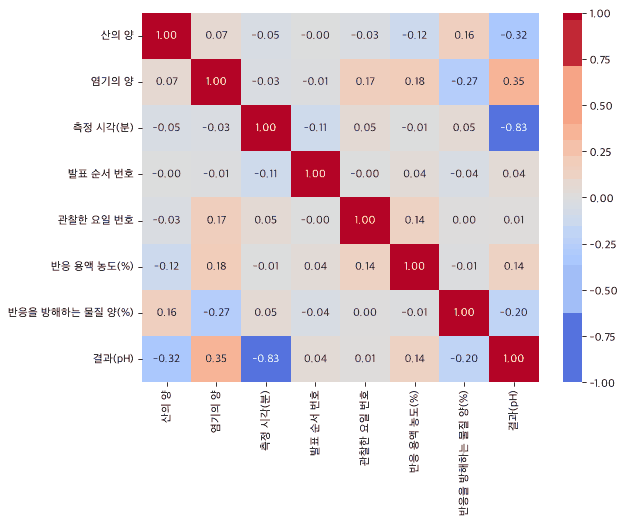 산의 양 1.00 0.07 −0.05 −0.00 −0.03 −0.12 0.16 −0.32
염기의 양 0.07 1.00 −0.03 −0.01 0.17 0.18 −0.27 0.35
측정 시각(분) −0.05 −0.03 1.00 −0.11 0.05 −0.01 0.05 −0.83
발표 순서 번호 −0.00 −0.01 −0.11 1.00 −0.00 0.04 −0.04 0.04
관찰한 요일 번호 −0.03 0.17 0.05 −0.00 1.00 0.14 0.00 0.01
반응 용액 농도(%) −0.12 0.18 −0.01 0.04 0.14 1.00 −0.01 0.14
반응을 방해하는 물질 양(%) 0.16 −0.27 0.05 −0.04 0.00 −0.01 1.00 −0.20
결과(pH) −0.32 0.35 −0.83 0.04 0.01 0.14 −0.20 1.00
산의 양
염기의 양
측정 시각(분)
발표 순서 번호
관찰한 요일 번호
반응 용액 농도(%)
반응을 방해하는 물질 양(%)
결과(pH)
1.00
0.75
0.50
0.25
0.00
−0.25
−0.50
−0.75
−1.00